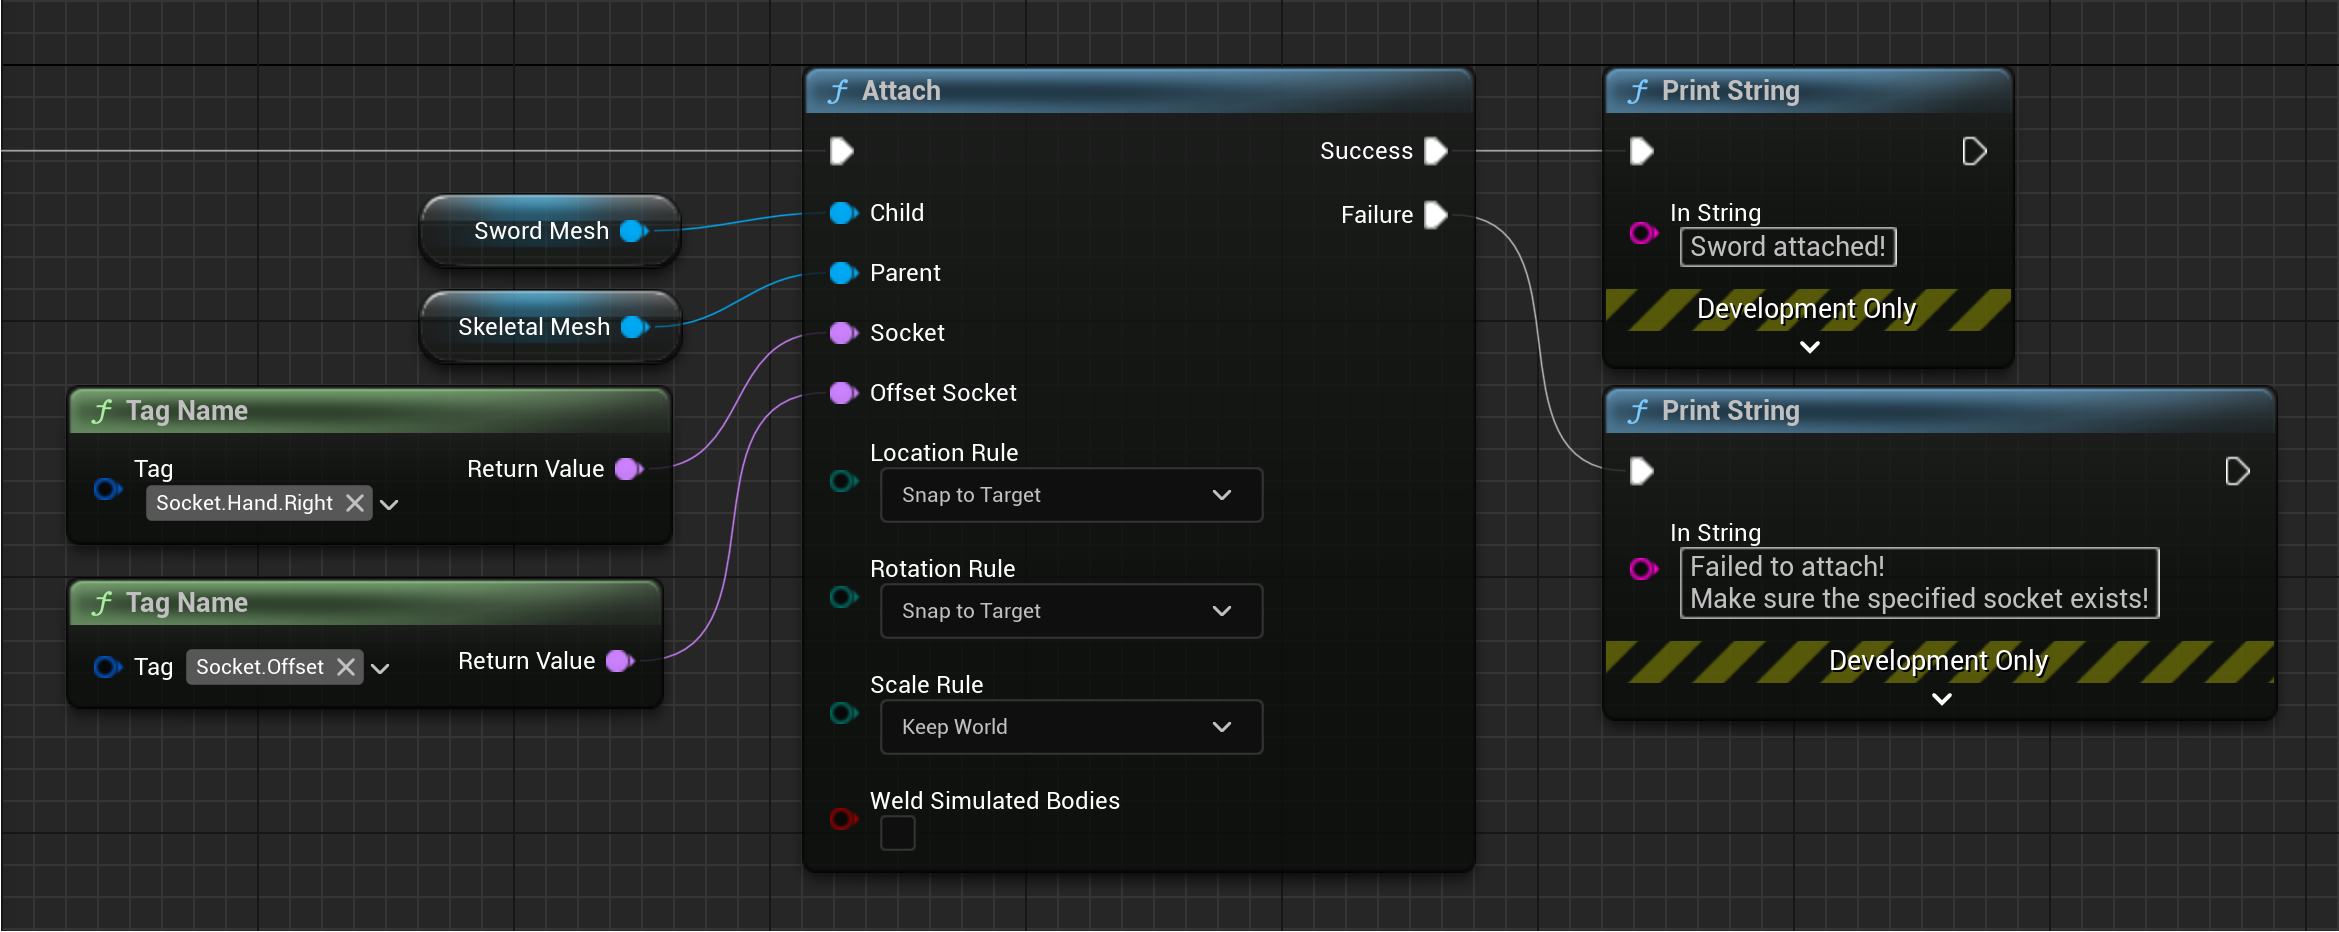 Attach
Success
Child
Failure
Parent
Socket
Offset Socket
Location Rule
Snap to Target
Rotation Rule
Snap to Target
Scale Rule
Keep World
Weld Simulated Bodies
Sword Mesh
Skeletal Mesh
Tag Name
Tag
Return Value
Socket.Hand.Right
Tag Name
Tag
Socket.Offset
Return Value
Print String
In String
Sword attached!
Development Only
Print String
In String
Failed to attach!
Make sure the specified socket exists!
Development Only